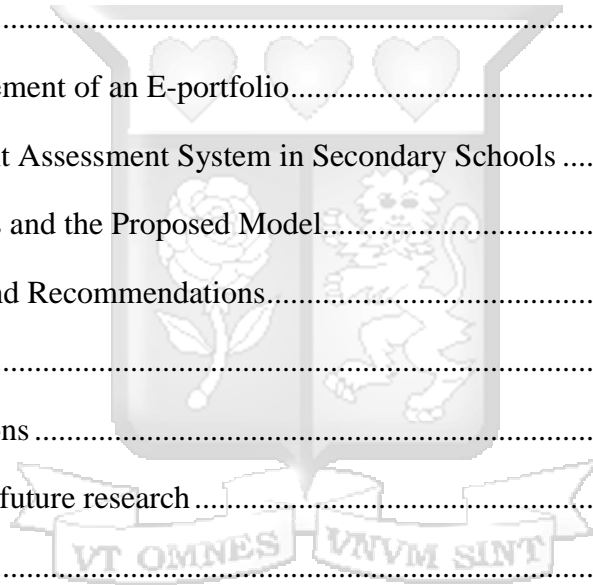 ....................................................................................
ement of an E-portfolio...........................................
t Assessment System in Secondary Schools ....
s and the Proposed Model.......................................
nd Recommendations..............................................
....................................................................................
ons ................................................................................
future research .........................................................
VT OMNES VNVM SINT
....................................................................................